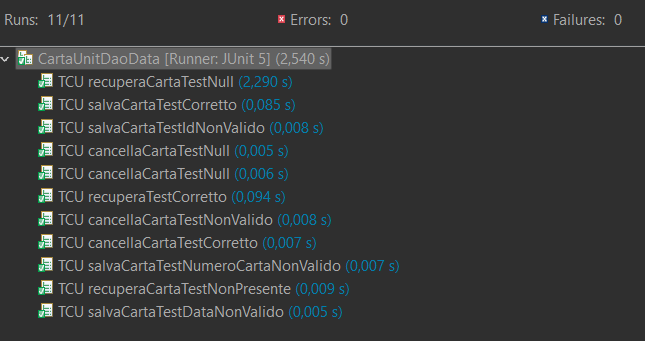 Runs: 11/11 Errors: 0 Failures: 0
CartaUnitDaoData [Runner: JUnit 5] (2,540 s)
TCU recuperaCartaTestNull (2,290 s)
TCU salvaCartaTestCorretto (0,085 s)
TCU salvaCartaTestIdNonValido (0,008 s)
TCU cancellaCartaTestNull (0,005 s)
TCU cancellaCartaTestNull (0,006 s)
TCU recuperaTestCorretto (0,094 s)
TCU cancellaCartaTestNonValido (0,008 s)
TCU cancellaCartaTestCorretto (0,007 s)
TCU salvaCartaTestNumeroCartaNonValido (0,007 s)
TCU recuperaCartaTestNonPresente (0,009 s)
TCU salvaCartaTestDataNonValido (0,005 s)